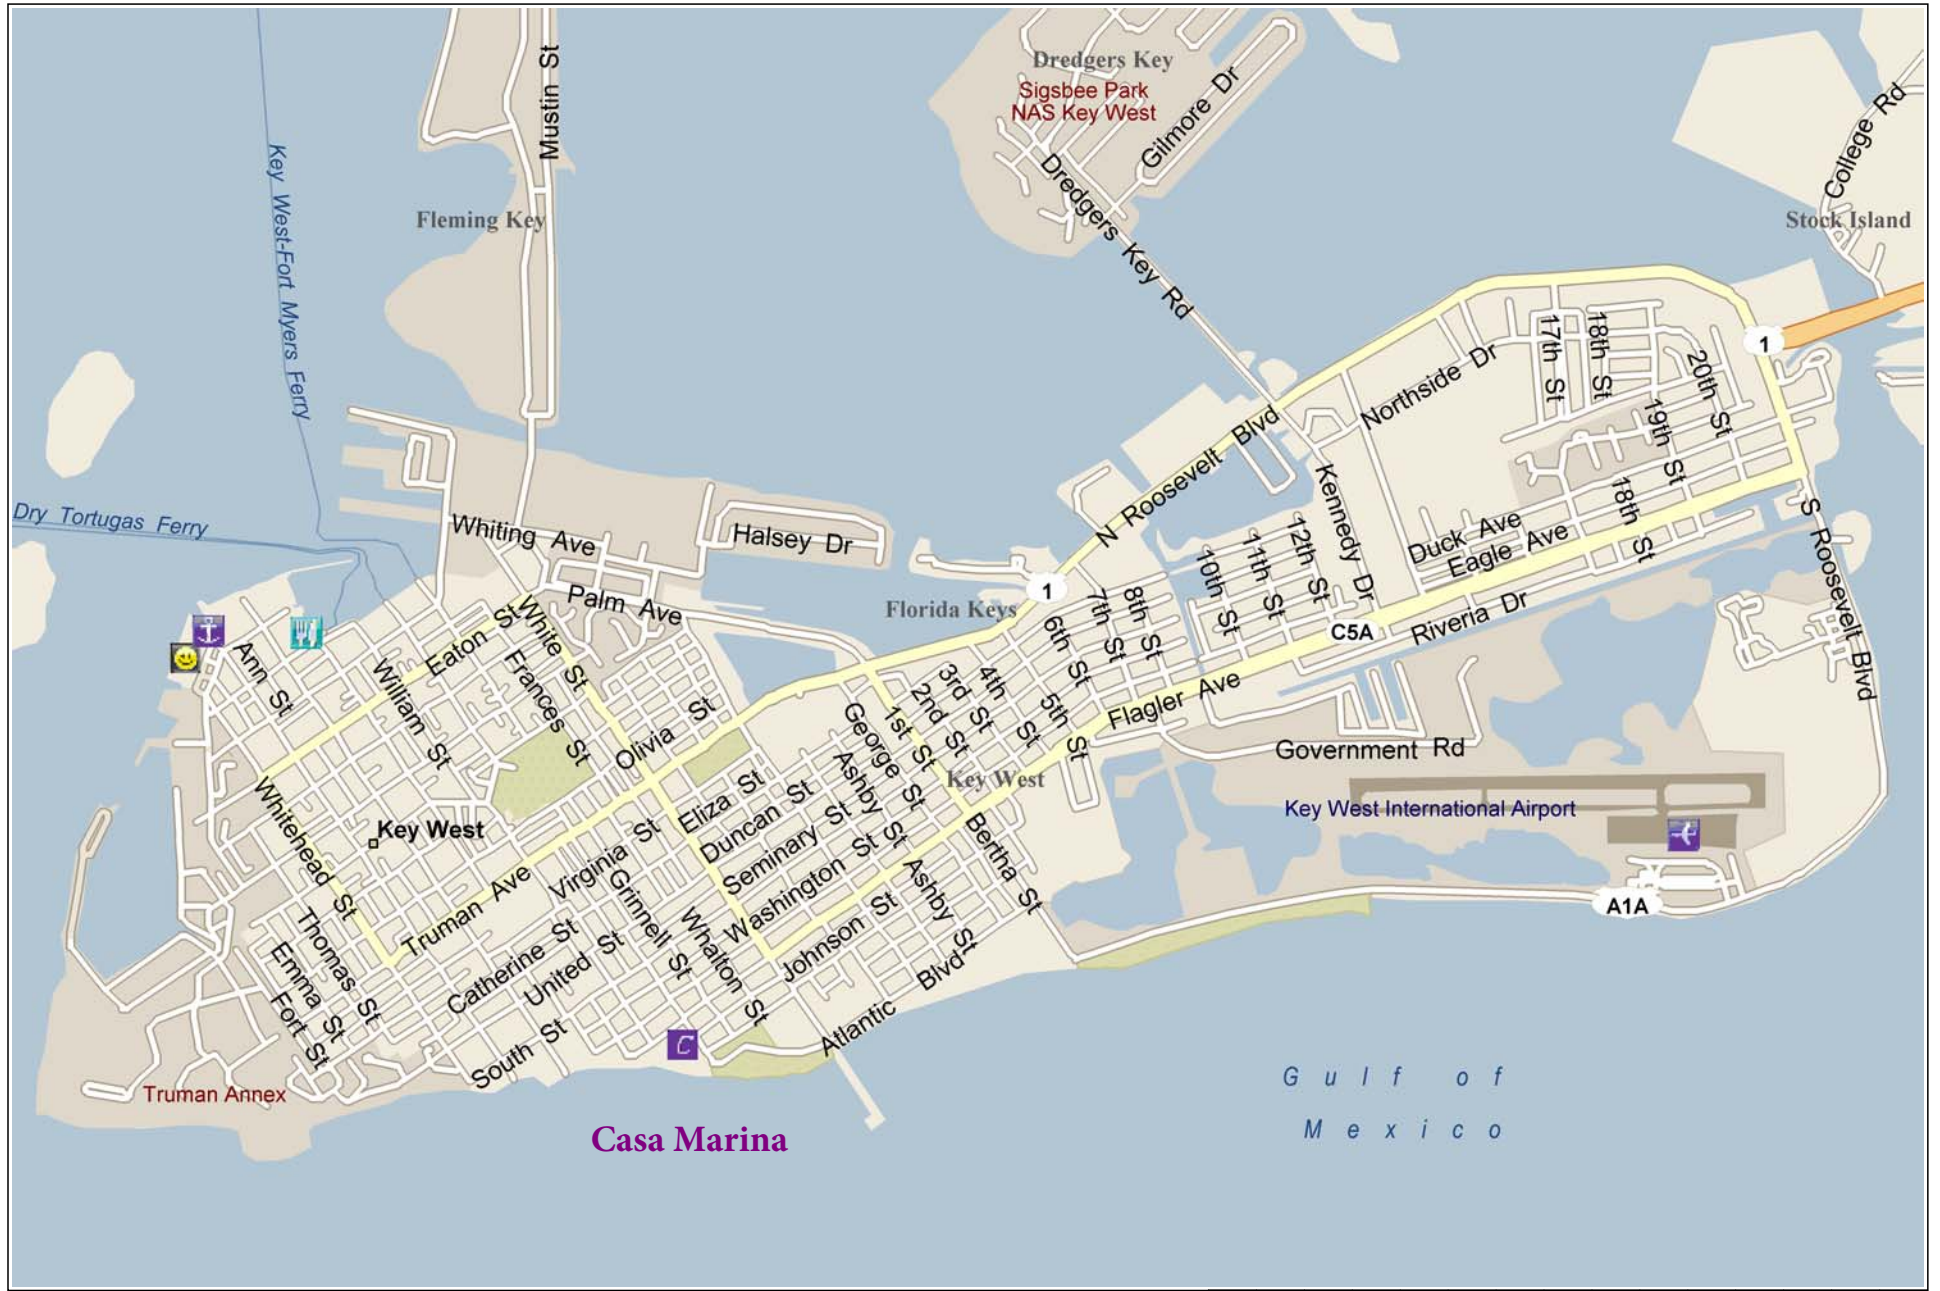 Mustin St
Dredgers Key
Sigsbee Park
NAS Key West
Gilmore Dr
College Rd
Key West-Fort Myers Ferry
Dredgers Key Rd
Fleming Key
Stock Island
1
17th St
18th St
20th St
Northside Dr
19th St
N Roosevelt Blvd
Kennedy Dr
18th St
Dry Tortugas Ferry
Whiting Ave
Halsey Dr
Duck Ave
Eagle Ave
S Roosevelt Blvd
12th St
11th St
10th St
1
Palm Ave
Florida Keys
7th St
8th St
6th St
C5A
Riveria Dr
Eaton St
White St
Ann St
William St
Frances St
3rd St
4th St
2nd St
5th St
1st St
George St
Flagler Ave
Olivia St
Government Rd
Ashby St
Key West
Eliza St
Duncan St
Key West International Airport
Whitehead St
Key West
Seminary St
Bertha St
Virginia St
Washington St
Truman Ave
Grinnell St
Ashby St
A1A
Whalton St
Thomas St
Emma St
Fort St
Catherine St
United St
Johnson St
Atlantic Blvd
South St
C
Truman Annex
Casa Marina
Gulf of
Mexico